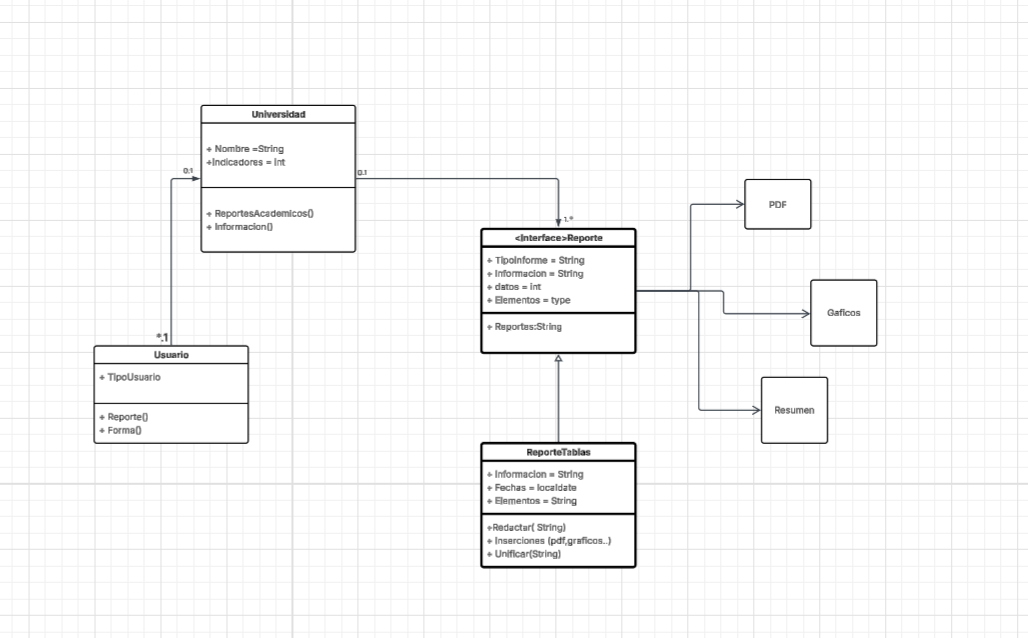 Universidad
+ Nombre =String
+Indicadores = int
+ ReportesAcademicos()
+ Informacion()
0.1
0.1
1.*
<Interface>Reporte
+ TipoInforme = String
+ Informacion = String
+ datos = int
+ Elementos = type
+ Reportes:String
PDF
Gaficos
Resumen
*.1
Usuario
+ TipoUsuario
+ Reporte()
+ Forma()
ReporteTablas
+ Informacion = String
+ Fechas = localdate
+ Elementos = String
+Redactar( String)
+ Inserciones (pdf,graficos..)
+ Unificar(String)